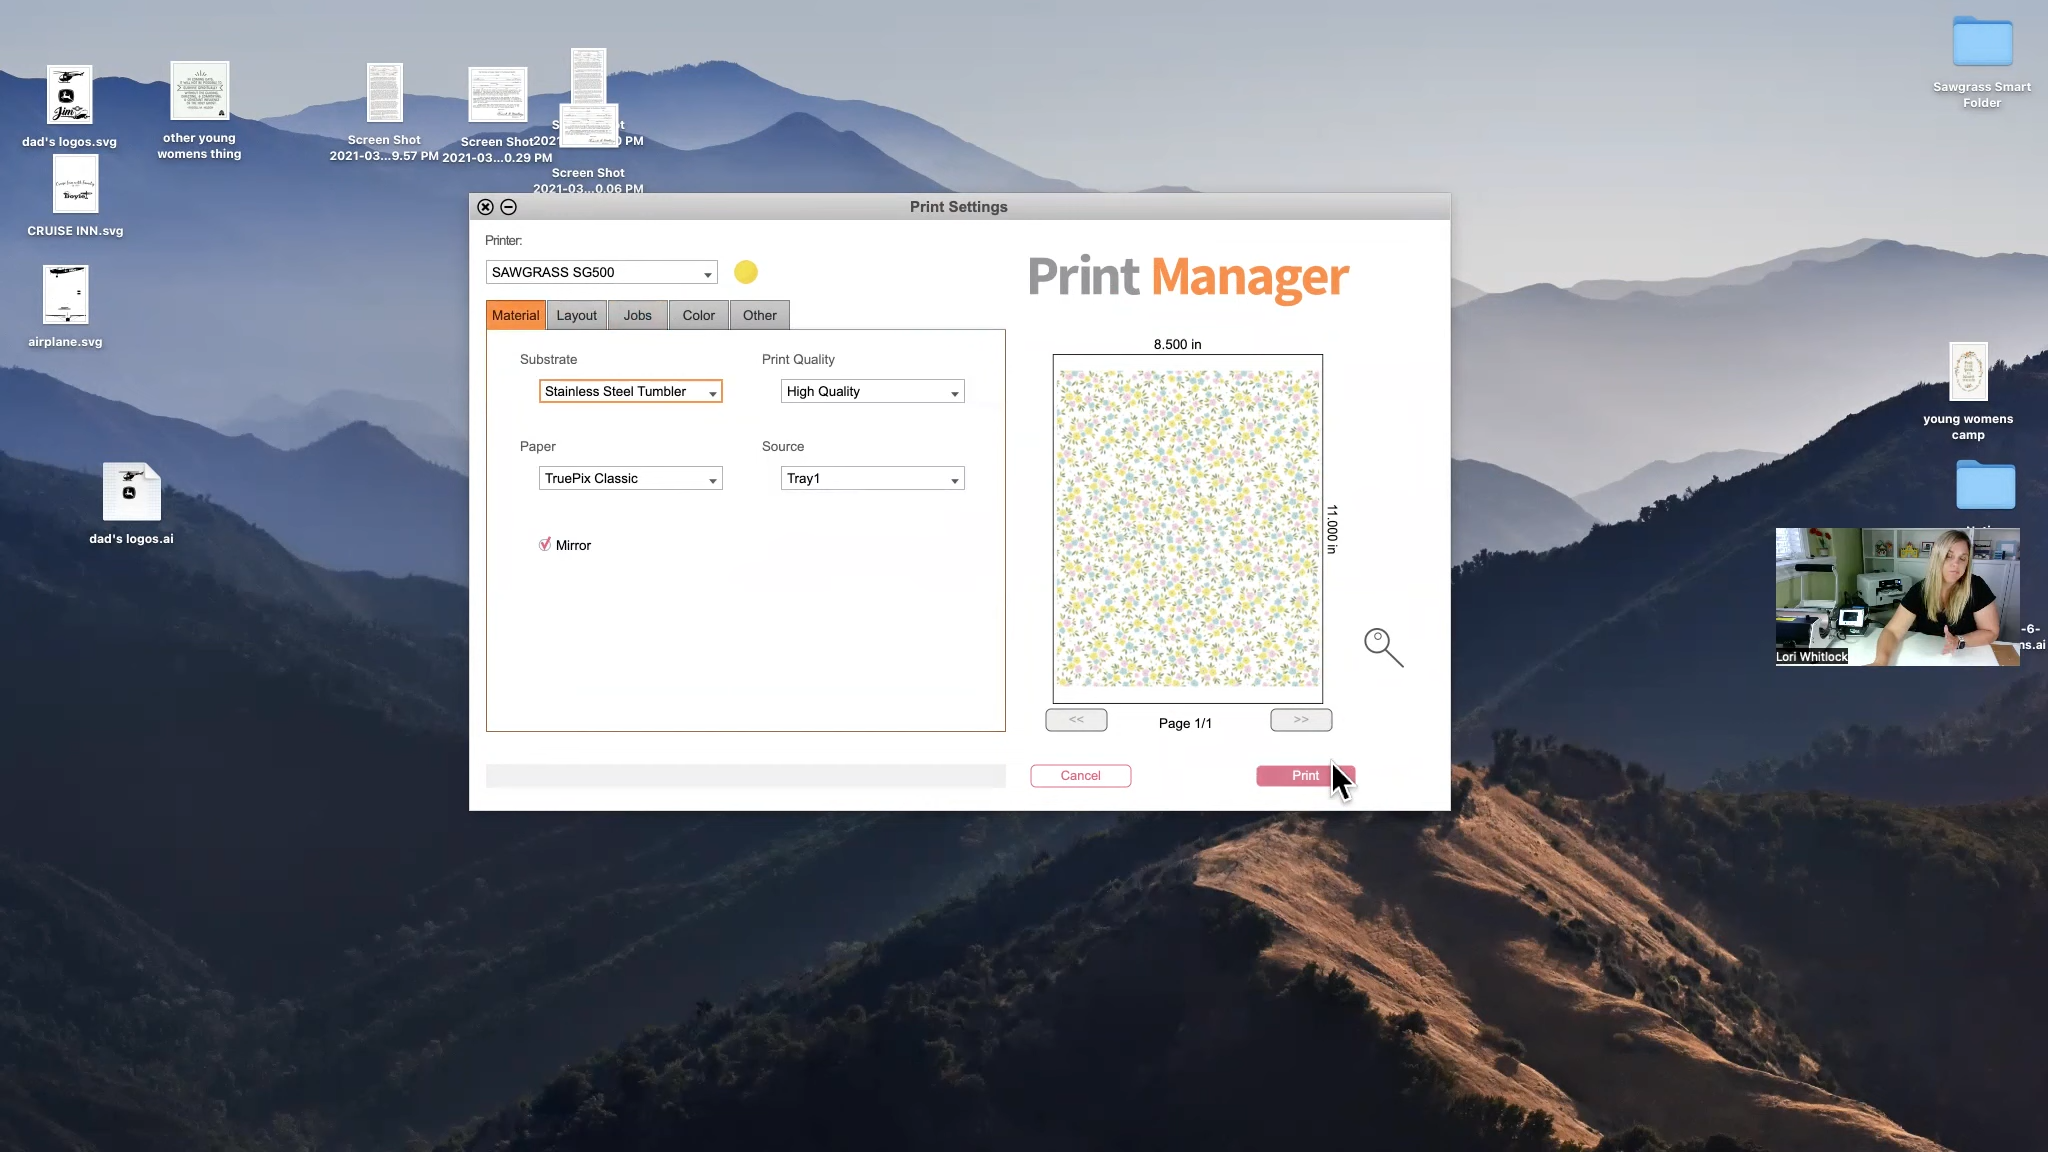 Sawgrass Smart
Folder
dad's logos.svg
other young
womens thing
Screen Shot
2021-03...9.57 PM
Screen Shot
2021-03...0.29 PM
Screen Shot
2021-03...0.06 PM
CRUISE INN.svg
airplane.svg
dad's logos.ai
young womens
camp
-6-
ns.ai
Lori Whitlock
Print Settings
Printer:
SAWGRASS SG500
Print Manager
Material
Layout
Jobs
Color
Other
Substrate
Print Quality
Stainless Steel Tumbler
High Quality
Paper
Source
TruePix Classic
Tray1
Mirror
8.500 in
11.000 in
<<
Page 1/1
>>
Cancel
Print